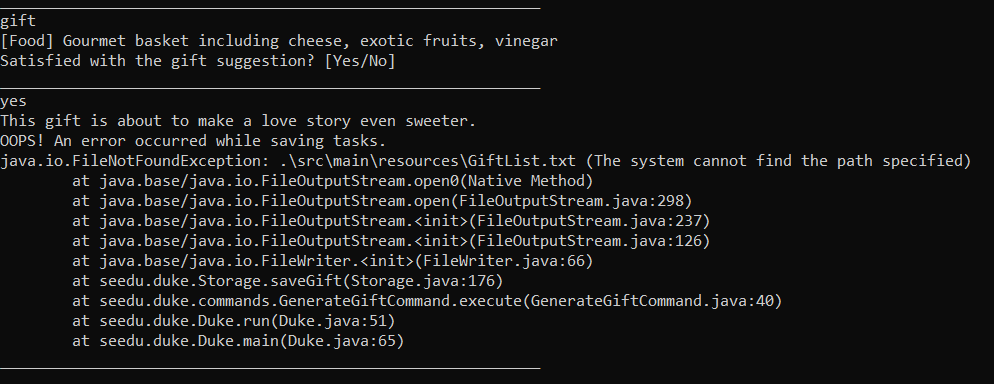 gift
[Food] Gourmet basket including cheese, exotic fruits, vinegar
Satisfied with the gift suggestion? [Yes/No]
yes
This gift is about to make a love story even sweeter.
OOPS! An error occurred while saving tasks.
java.io.FileNotFoundException: .\src\main\resources\GiftList.txt (The system cannot find the path specified)
at java.base/java.io.FileOutputStream.open0(Native Method)
at java.base/java.io.FileOutputStream.open(FileOutputStream.java:298)
at java.base/java.io.FileOutputStream.<init>(FileOutputStream.java:237)
at java.base/java.io.FileOutputStream.<init>(FileOutputStream.java:126)
at java.base/java.io.FileWriter.<init>(FileWriter.java:66)
at seedu.duke.Storage.saveGift(Storage.java:176)
at seedu.duke.commands.GenerateGiftCommand.execute(GenerateGiftCommand.java:40)
at seedu.duke.Duke.run(Duke.java:51)
at seedu.duke.Duke.main(Duke.java:65)